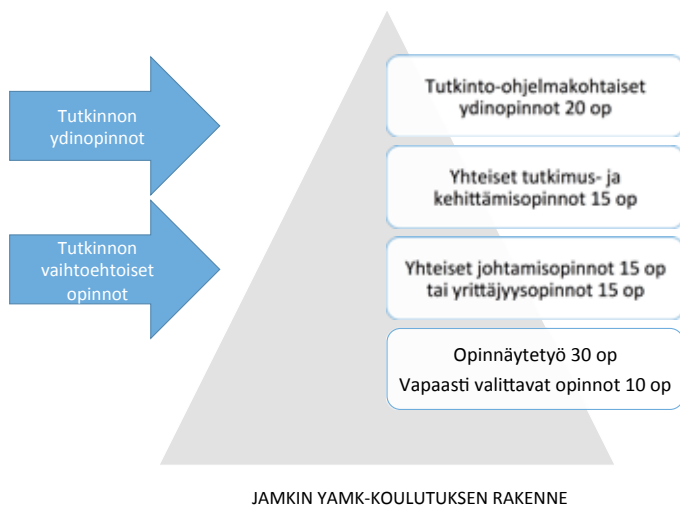 Tutkinnon
ydinopinnot
Tutkinnon
vaihtoehtoiset
opinnot
Tutkinto-ohjelmakohtaiset
ydinopinnot 20 op
Yhteiset tutkimus- ja
kehittämisopinnot 15 op
Yhteiset johtamisopinnot 15 op
tai yrittäjyysopinnot 15 op
Opinnäytetyö 30 op
Vapaasti valittavat opinnot 10 op
JAMKIN YAMK-KOULUTUKSEN RAKENNE